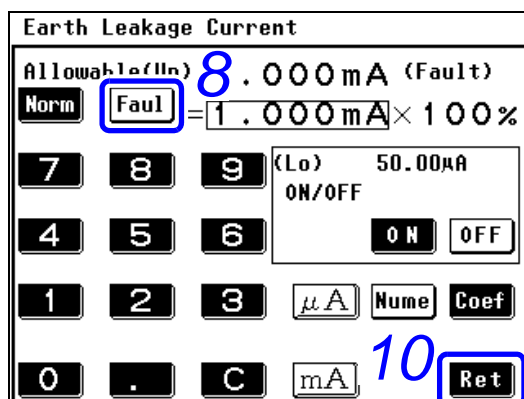 Earth Leakage Current
Allowable(Up) 8 .000mA (Fault)
Norm Faul =1.000mA×100%
7 8 9 (Lo) 50.00μA
ON/OFF
4 5 6 ON OFF
1 2 3 μA Nume Coef
0 . C mA 10 Ret